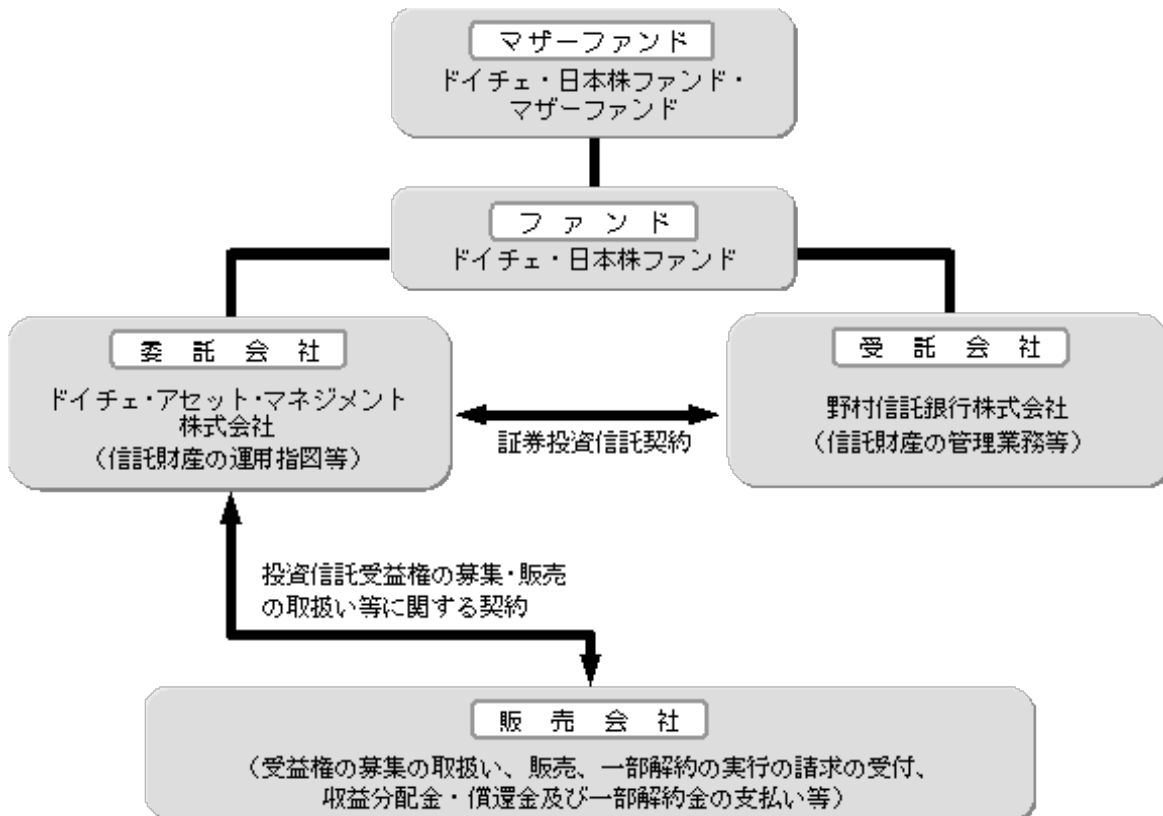 マザーファンド
ドイチェ・日本株ファンド・
マザーファンド
ファンド
ドイチェ・日本株ファンド
委託会社
ドイチェ・アセット・マネジメント
株式会社
（信託財産の運用指図等）
証券投資信託契約
受託会社
野村信託銀行株式会社
（信託財産の管理業務等）
投資信託受益権の募集・販売
の取扱い等に関する契約
販売会社
（受益権の募集の取扱い、販売、一部解約の実行の請求の受付、
収益分配金・償還金及び一部解約金の支払い等）